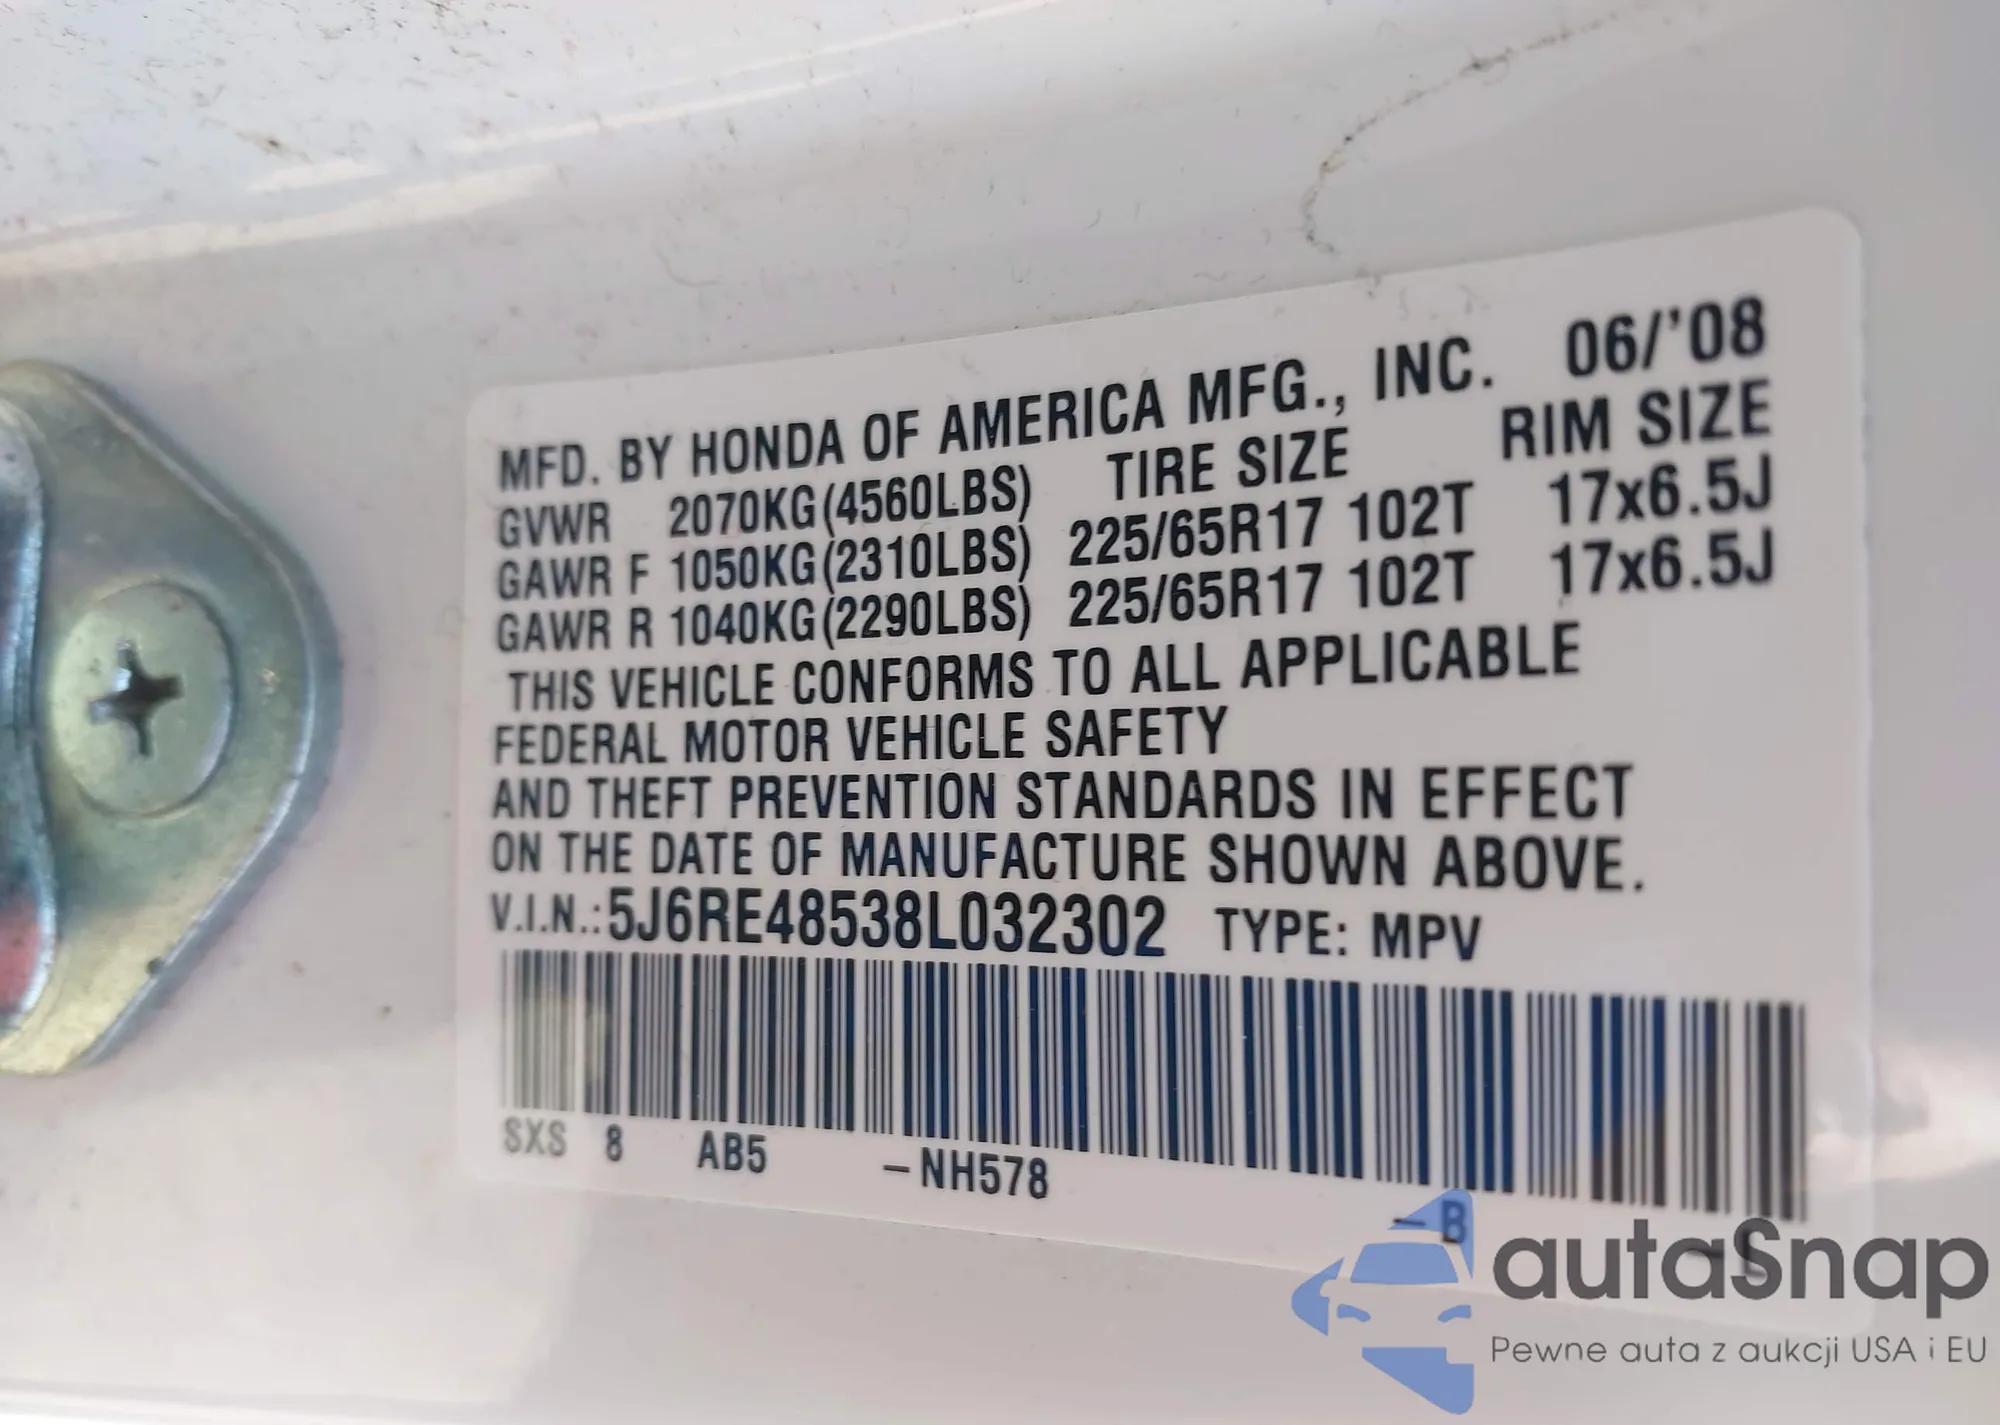 MFD. BY HONDA OF AMERICA MFG., INC. 06/'08
GVWR 2070KG(4560LBS) TIRE SIZE RIM SIZE
GAWR F 1050KG(2310LBS) 225/65R17 102T 17x6.5J
GAWR R 1040KG(2290LBS) 225/65R17 102T 17x6.5J
THIS VEHICLE CONFORMS TO ALL APPLICABLE
FEDERAL MOTOR VEHICLE SAFETY
AND THEFT PREVENTION STANDARDS IN EFFECT
ON THE DATE OF MANUFACTURE SHOWN ABOVE.
V.I.N.:5J6RE48538L032302 TYPE: MPV
SXS 8 AB5 -NH578 -B
autaSnap
Pewne auta z aukcji USA i EU